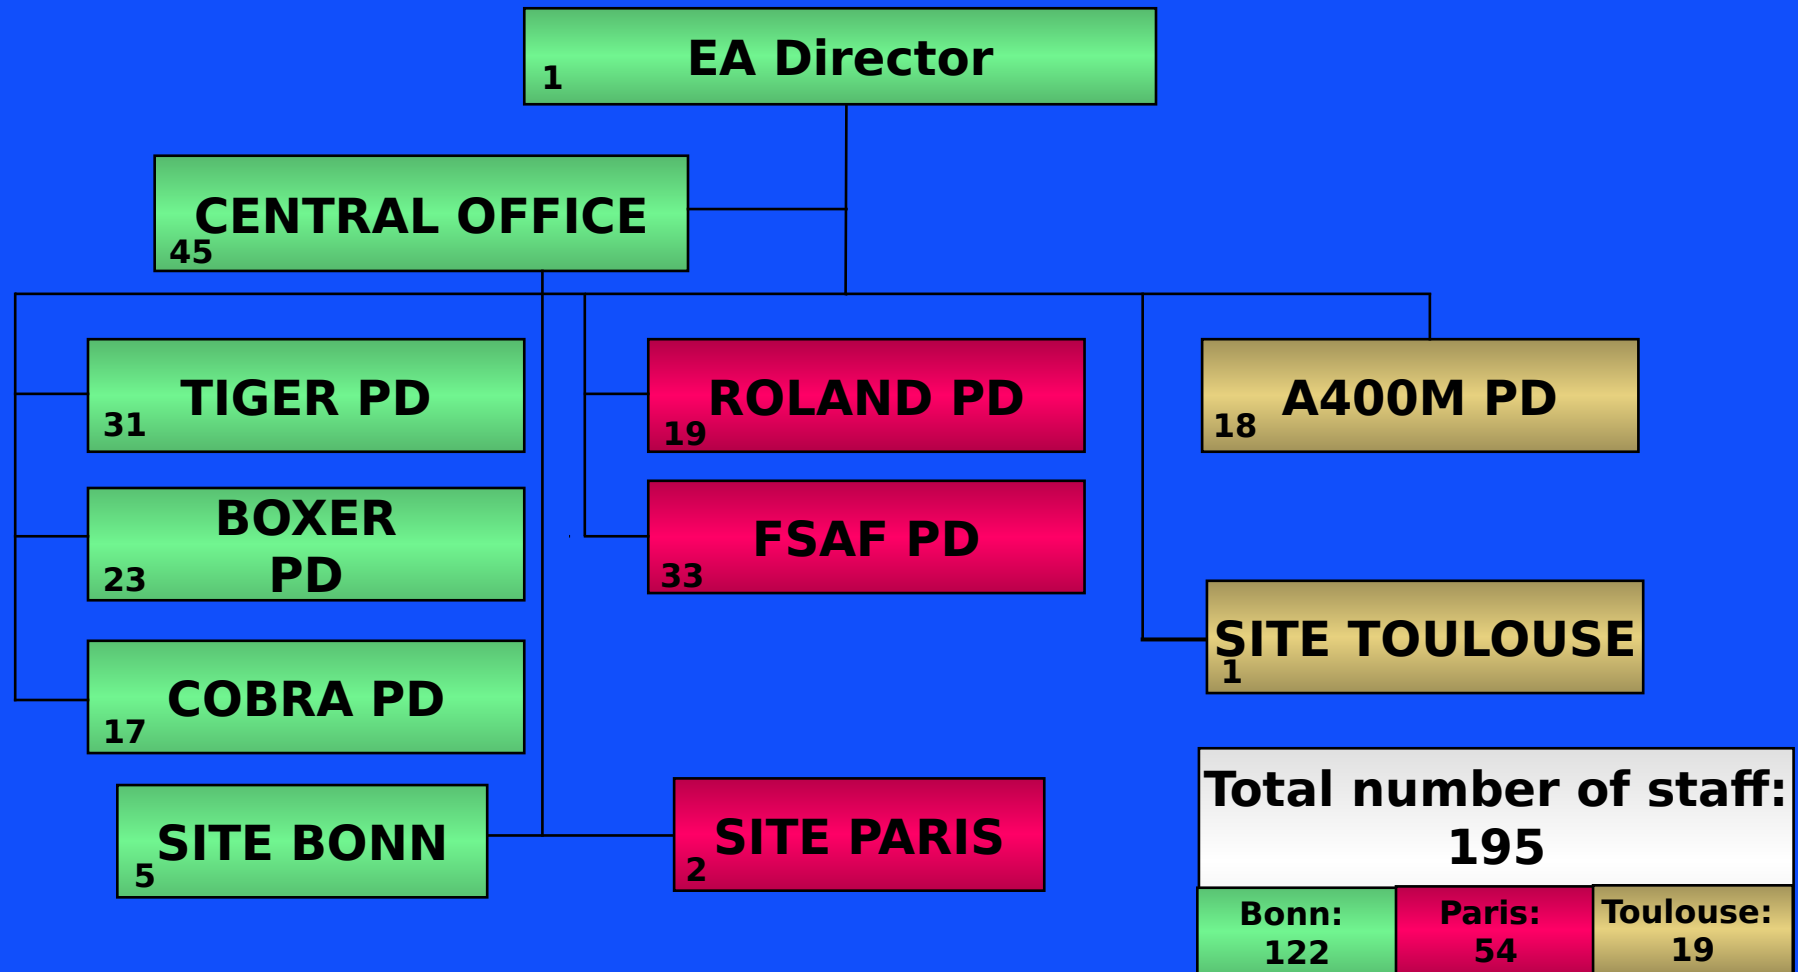 EA Director
1
CENTRAL OFFICE
45
TIGER PD
31
ROLAND PD
19
A400M PD
18
BOXER
PD
23
FSAF PD
33
SITE TOULOUSE
1
COBRA PD
17
SITE BONN
5
SITE PARIS
2
Total number of staff:
195
Bonn:
122
Paris:
54
Toulouse:
19